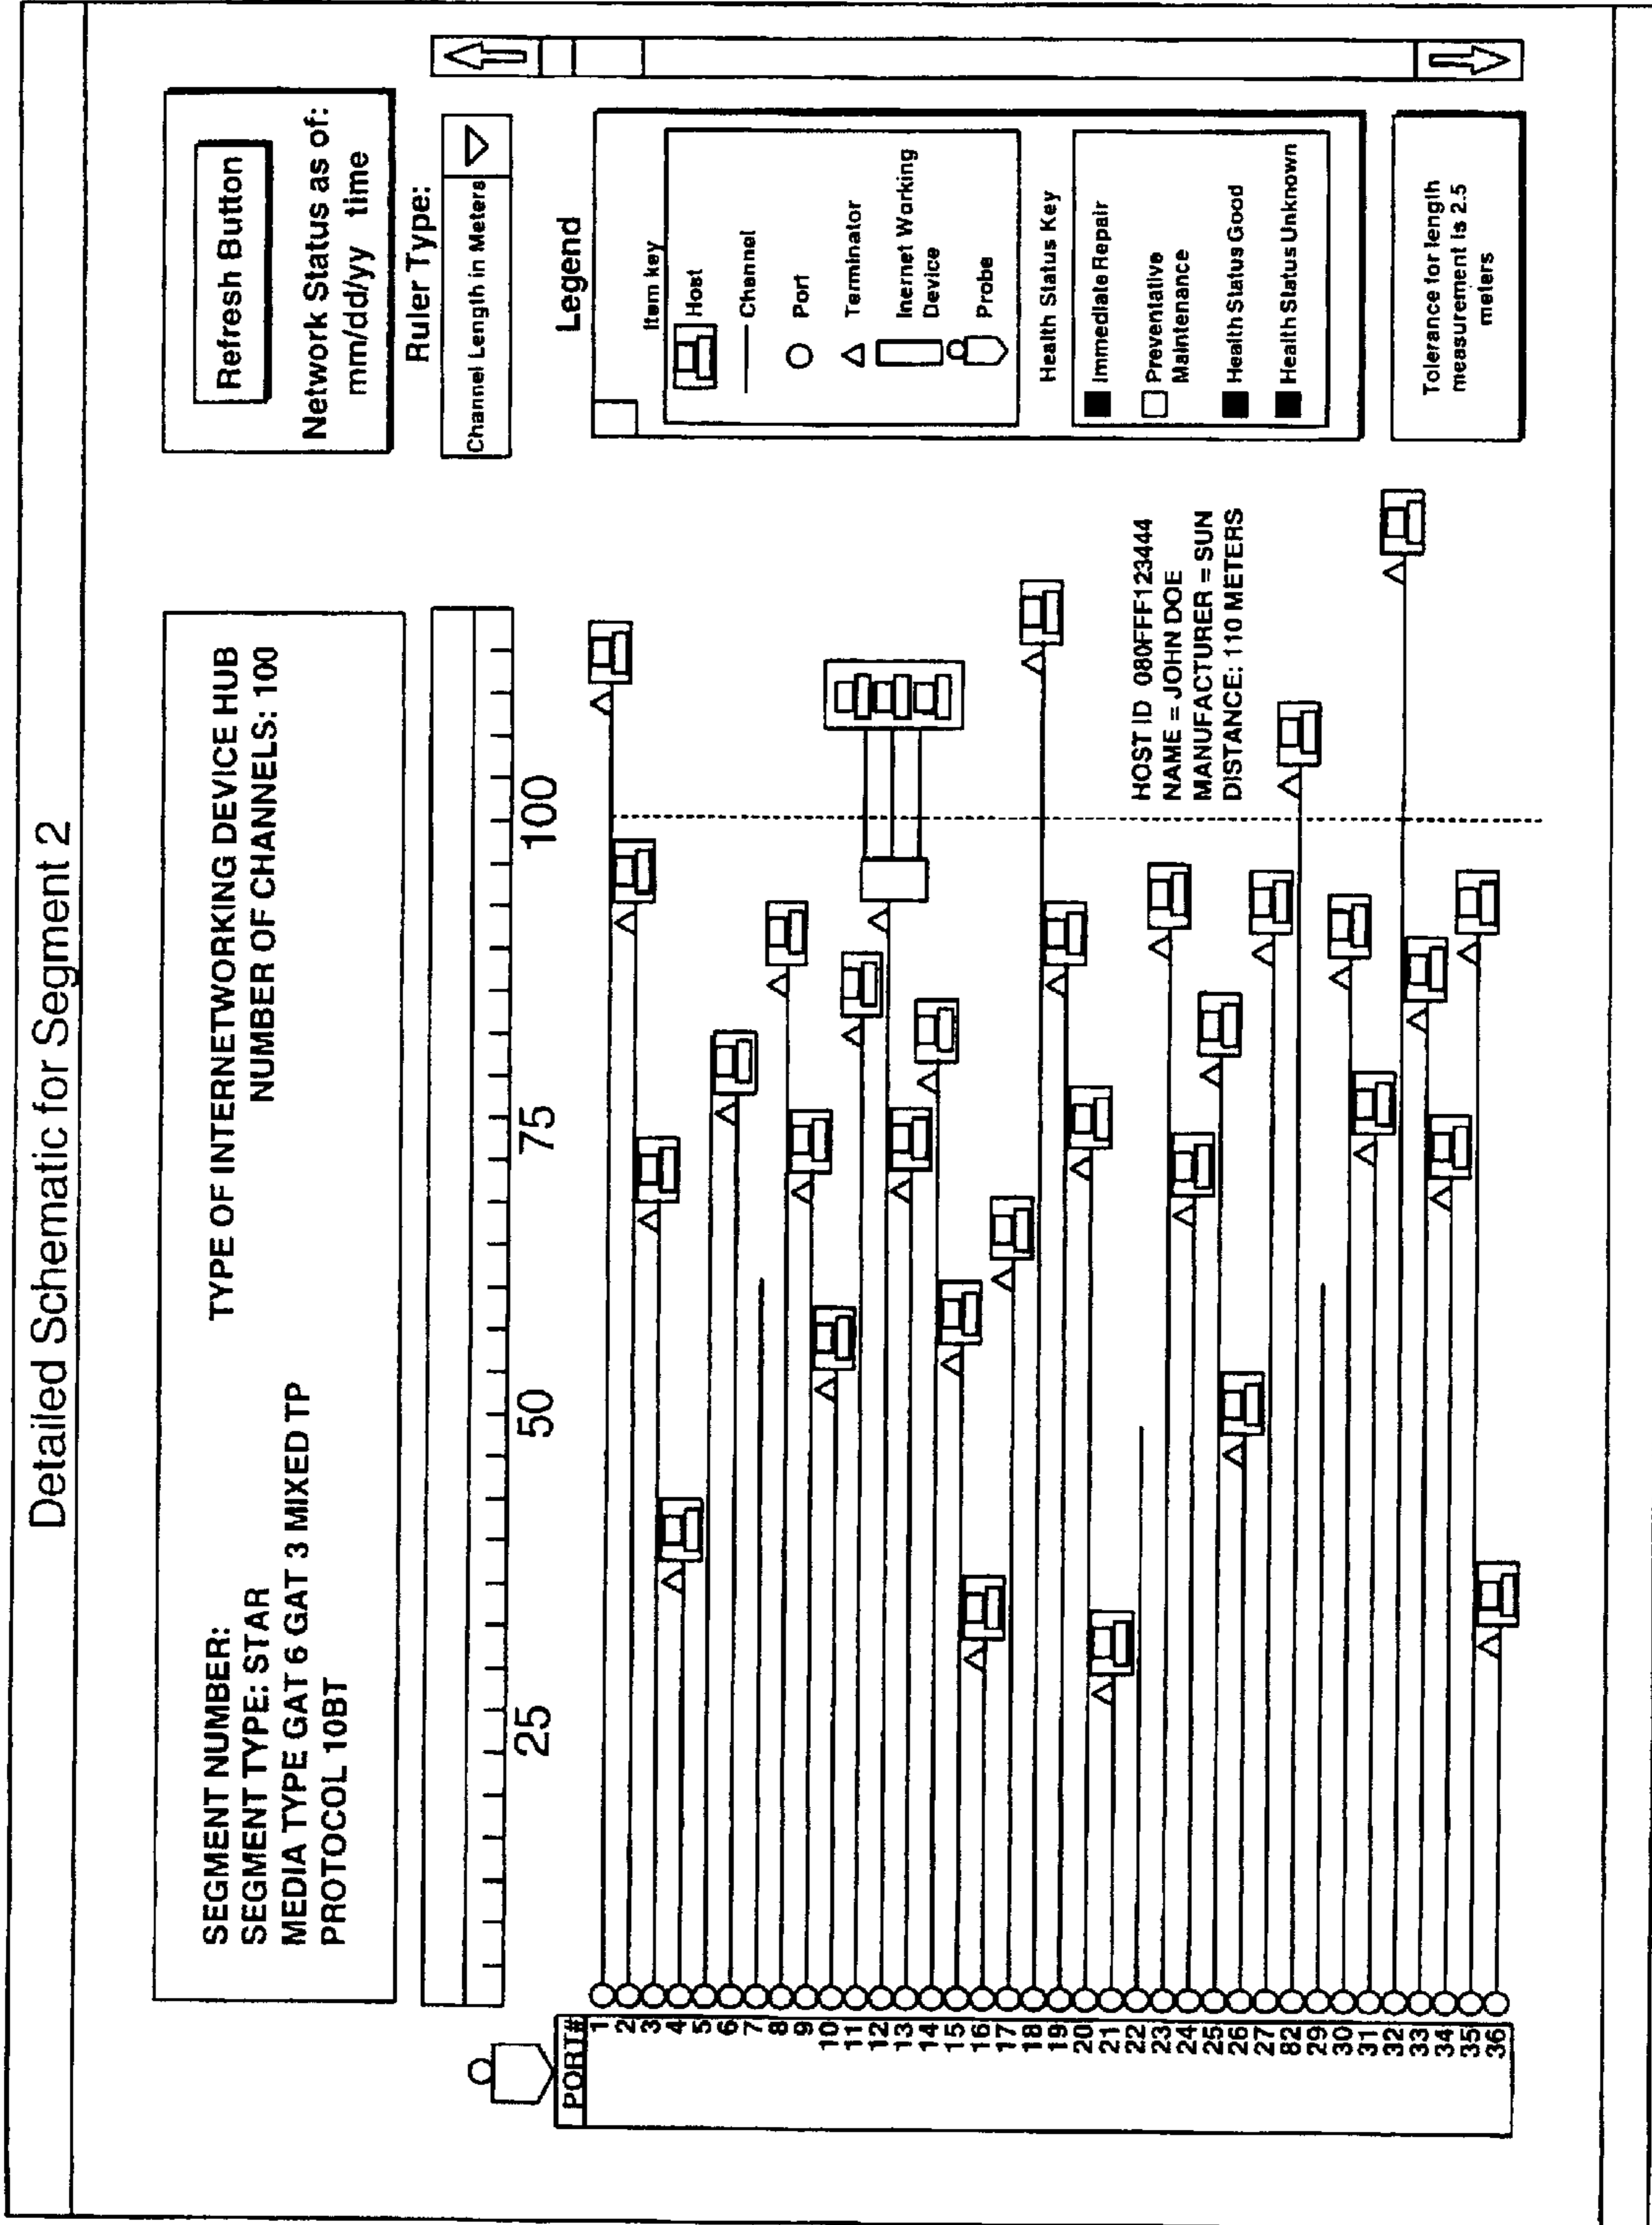 Detailed Schematic for Segment 2
SEGMENT NUMBER:
SEGMENT TYPE: STAR
MEDIA TYPE GAT 6 GAT 3 MIXED TP
PROTOCOL 10BT
TYPE OF INTERNETWORKING DEVICE HUB
NUMBER OF CHANNELS: 100
Refresh Button
Network Status as of:
mm/dd/yy time
Ruler Type:
Channel Length in Meters
25 50 75 100
PORT#
1
2
3
4
5
6
7
8
9
10
11
12
13
14
15
16
17
18
19
20
21
22
23
24
25
26
27
82
29
30
31
32
33
34
35
36
HOST ID 080FFF123444
NAME = JOHN DOE
MANUFACTURER = SUN
DISTANCE: 110 METERS
Legend
Item key
Host
Channel
Port
Terminator
Inernet Working
Device
Probe
Health Status Key
Immediate Repair
Preventative
Maintenance
Health Status Good
Health Status Unknown
Tolerance for length
measurement is 2.5
meters